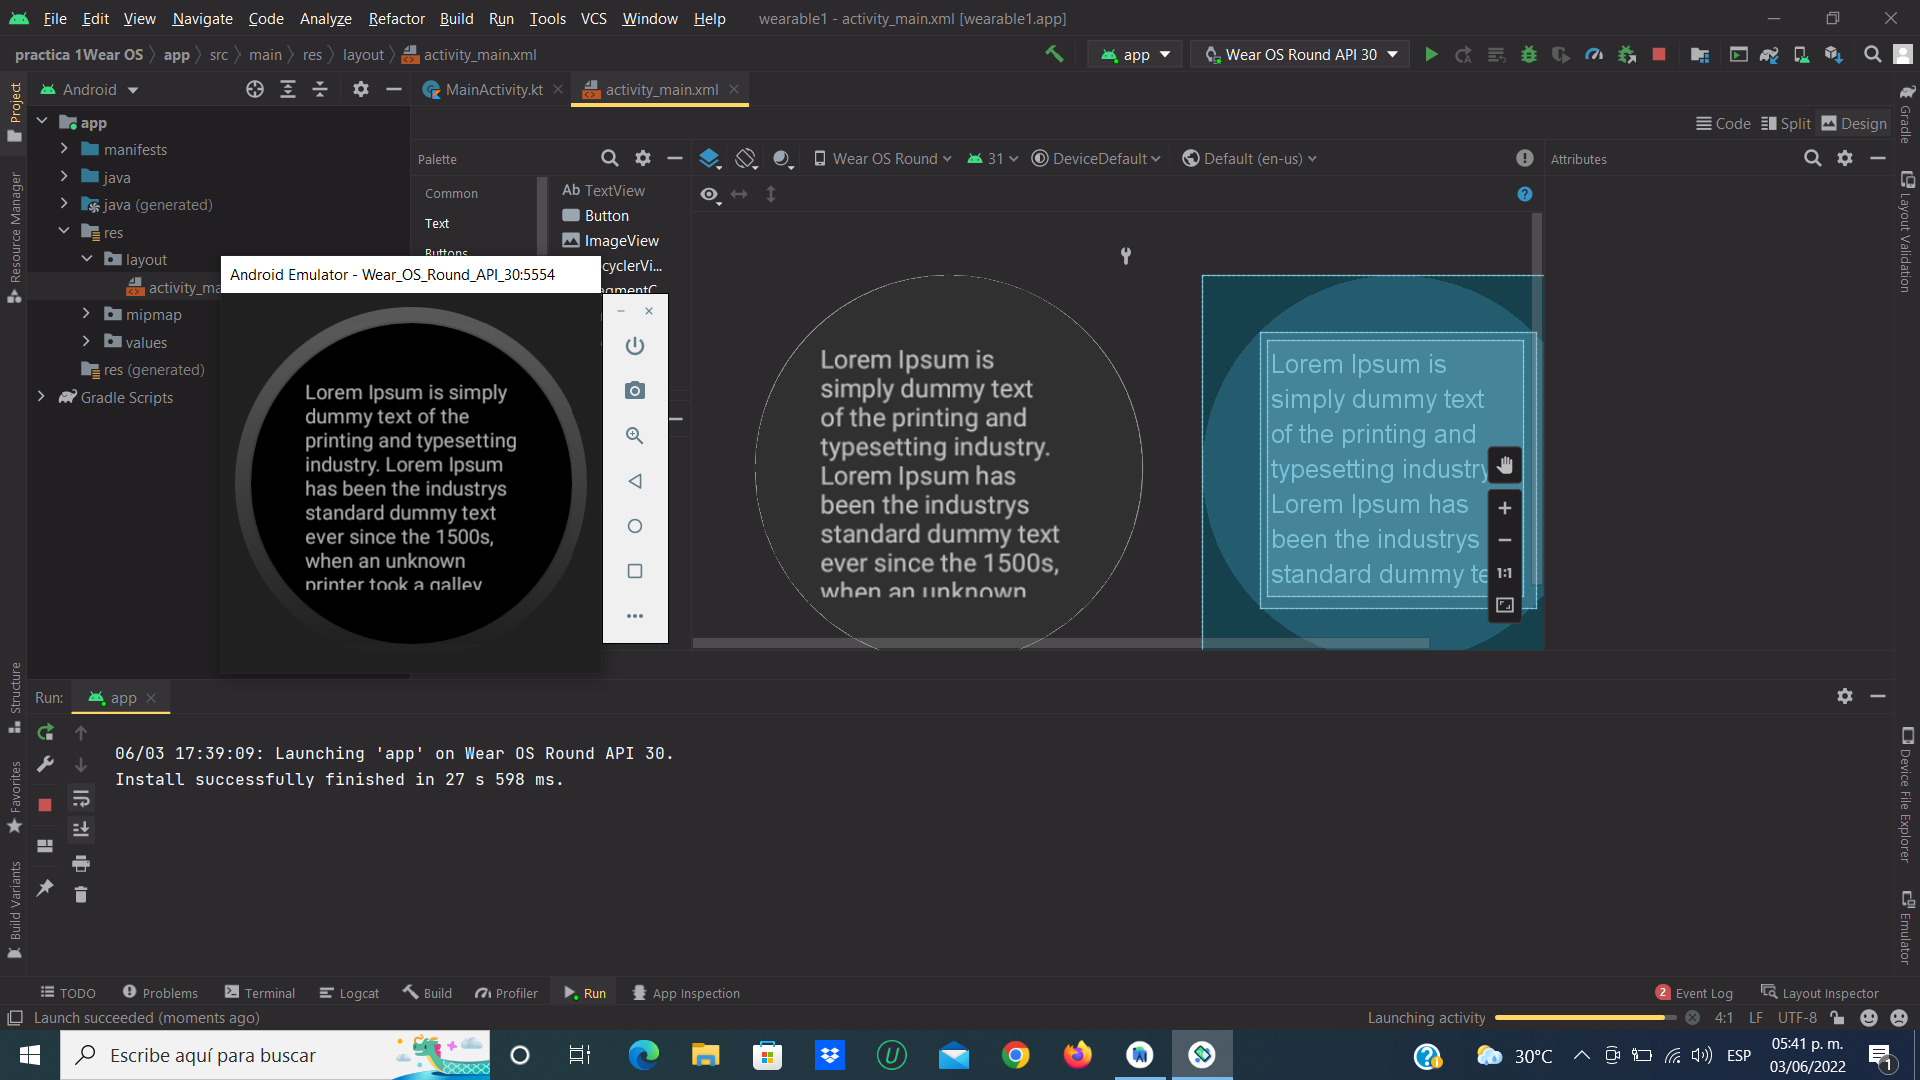 File Edit View Navigate Code Analyze Refactor Build Run Tools VCS Window Help wearable1 - activity_main.xml [wearable1.app]
practica 1Wear OS app src main res layout activity_main.xml app Wear OS Round API 30
Android MainActivity.kt activity_main.xml
Code Split Design
Project
Resource Manager
Structure
Favorites
Build Variants
app
manifests
java
java (generated)
res
layout
activity_ma
mipmap
values
res (generated)
Gradle Scripts
Palette
Common
Text
Buttons
Ab TextView
Button
ImageView
cyclerVi...
agmentC
Wear OS Round 31 DeviceDefault Default (en-us)
Attributes
Android Emulator - Wear_OS_Round_API_30:5554
Lorem Ipsum is simply
dummy text of the
printing and typesetting
industry. Lorem Ipsum
has been the industrys
standard dummy text
ever since the 1500s,
when an unknown
printer took a galley
Lorem Ipsum is
simply dummy text
of the printing and
typesetting industry.
Lorem Ipsum has
been the industrys
standard dummy text
ever since the 1500s,
when an unknown
Lorem Ipsum is
simply dummy text
of the printing and
typesetting industry
Lorem Ipsum has
been the industrys
standard dummy te
1:1
Gradle
Layout Validation
Device File Explorer
Emulator
Run: app
06/03 17:39:09: Launching 'app' on Wear OS Round API 30.
Install successfully finished in 27 s 598 ms.
TODO Problems Terminal Logcat Build Profiler Run App Inspection 2 Event Log Layout Inspector
Launch succeeded (moments ago) Launching activity 4:1 LF UTF-8
Escribe aquí para buscar 30°C ESP 05:41 p. m.
03/06/2022
1